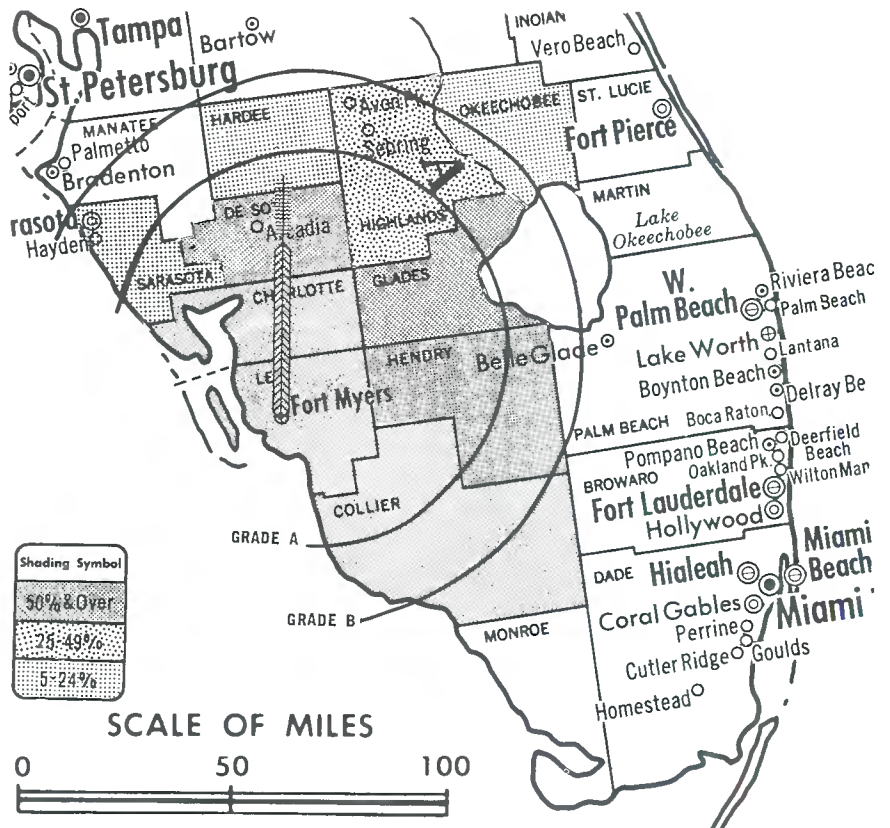 INDIAN
Tampa
Bartow
Vero Beach
St. Petersburg
port
Avon Pk.
OKEECHOBEE
ST. LUCIE
HARDEE
MANATEE
Palmetto
Sebring
Fort Pierce
Bradenton
MARTIN
DE SO
rasota
HIGHLANDS
Lake
Okeechobee
Arcadia
Hayden
SARASOTA
GLADES
CHARLOTTE
W.
Palm Beach
Riviera Beac
Palm Beach
HENDRY
Belle Glade
Lake Worth
Lantana
LE
Boynton Beach
Fort Myers
Delray Be
PALM BEACH
Boca Raton
Pompano Beach
Deerfield
Beach
Oakland Pk.
BROWARD
Wilton Man
Fort Lauderdale
COLLIER
Hollywood
GRADE A
Shading Symbol
Miami
Beach
DADE
Hialeah
50% & Over
Coral Gables
Miami
GRADE B
MONROE
Perrine
25-49%
Cutler Ridge
Goulds
5-24%
Homestead
SCALE OF MILES
0 50 100